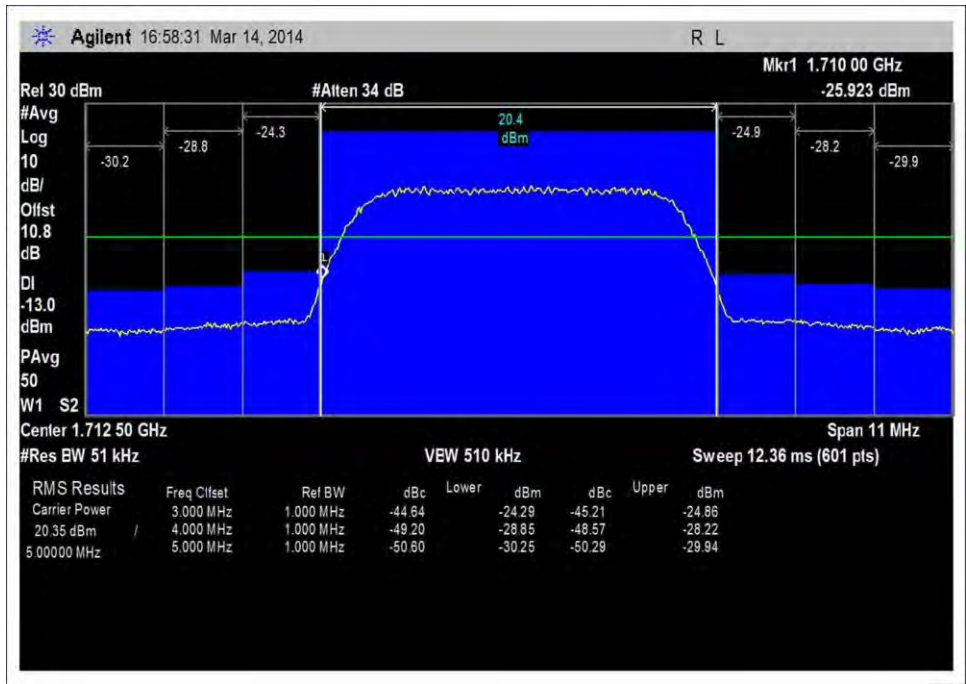 Agilent 16:58:31 Mar 14, 2014 R L
Mkr1 1.710 00 GHz
Rel 30 dBm #Atten 34 dB -25.923 dBm
#Avg
Log
10
dB/
Offst
10.8
dB
DI
-13.0
dBm
PAvg
50
W1 S2
-30.2 -28.8 -24.3 20.4 dBm -24.9 -28.2 -29.9
1
Center 1.712 50 GHz Span 11 MHz
#Res BW 51 kHz VBW 510 kHz Sweep 12.36 ms (601 pts)
RMS Results Freq Offset Ref BW dBc Lower dBm dBc Upper dBm
Carrier Power 3.000 MHz 1.000 MHz -44.64 -24.29 -45.21 -24.86
20.35 dBm / 4.000 MHz 1.000 MHz -49.20 -28.85 -48.57 -28.22
5.00000 MHz 5.000 MHz 1.000 MHz -50.60 -30.25 -50.29 -29.94